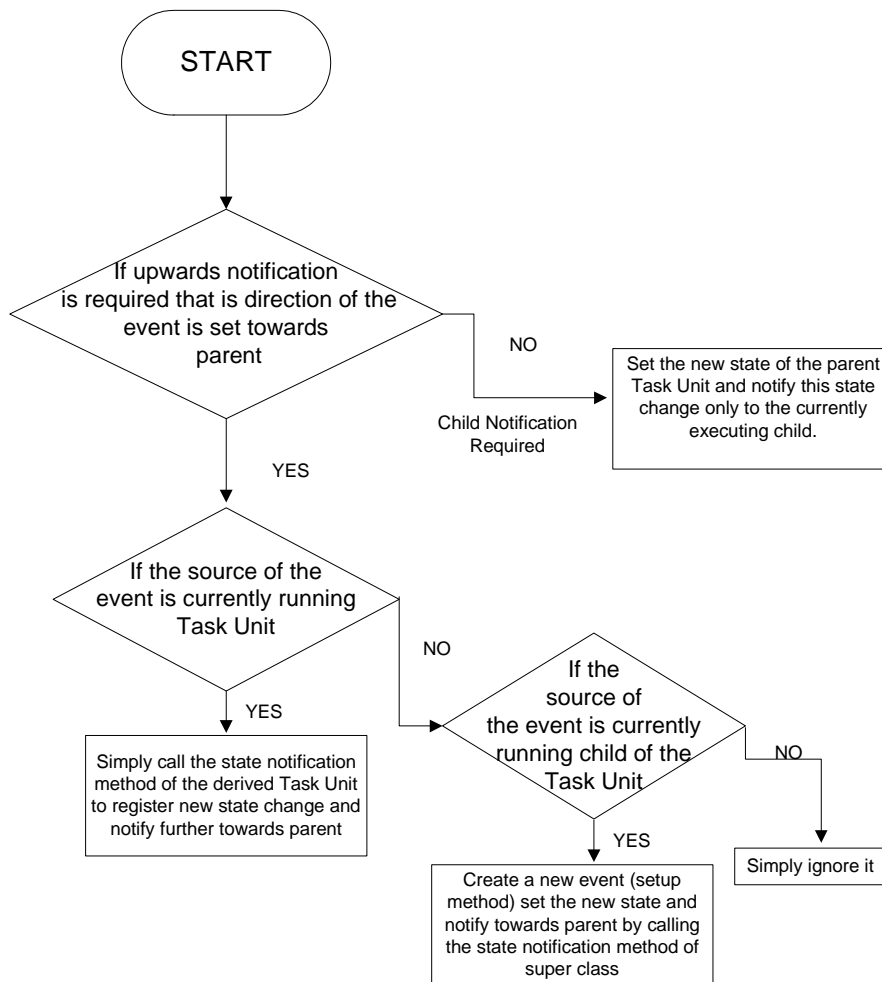 START
If upwards notification
is required that is direction of the
event is set towards
parent
NO
Child Notification
Required
Set the new state of the parent
Task Unit and notify this state
change only to the currently
executing child.
YES
If the source of the
event is currently running
Task Unit
NO
YES
Simply call the state notification
method of the derived Task Unit
to register new state change and
notify further towards parent
If the
source of
the event is currently
running child of the
Task Unit
NO
YES
Simply ignore it
Create a new event (setup
method) set the new state and
notify towards parent by calling
the state notification method of
super class